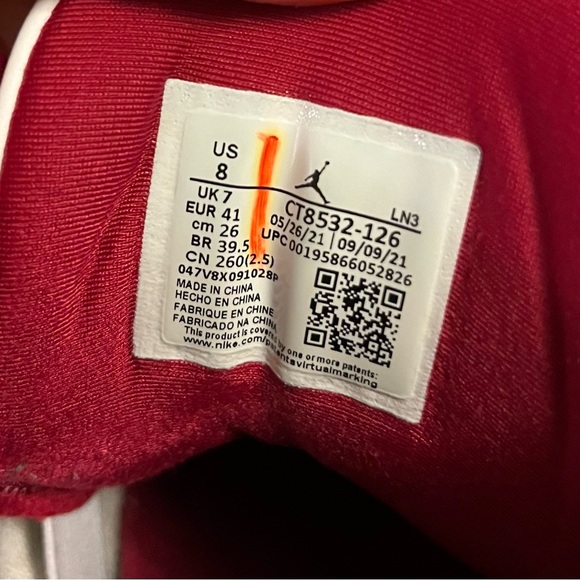 US
8
UK 7
EUR 41
cm 26
BR 39.5
CN 260(2.5)
047V8X091028P
MADE IN CHINA
HECHO EN CHINA
FABRIQUE EN CHINE
FABRICADO NA CHINA
This product is covered by one or more patents:
www.nike.com/patentsvirtualmarking
LN3
CT8532-126
05/26/21 | 09/09/21
UPC 00195866052826